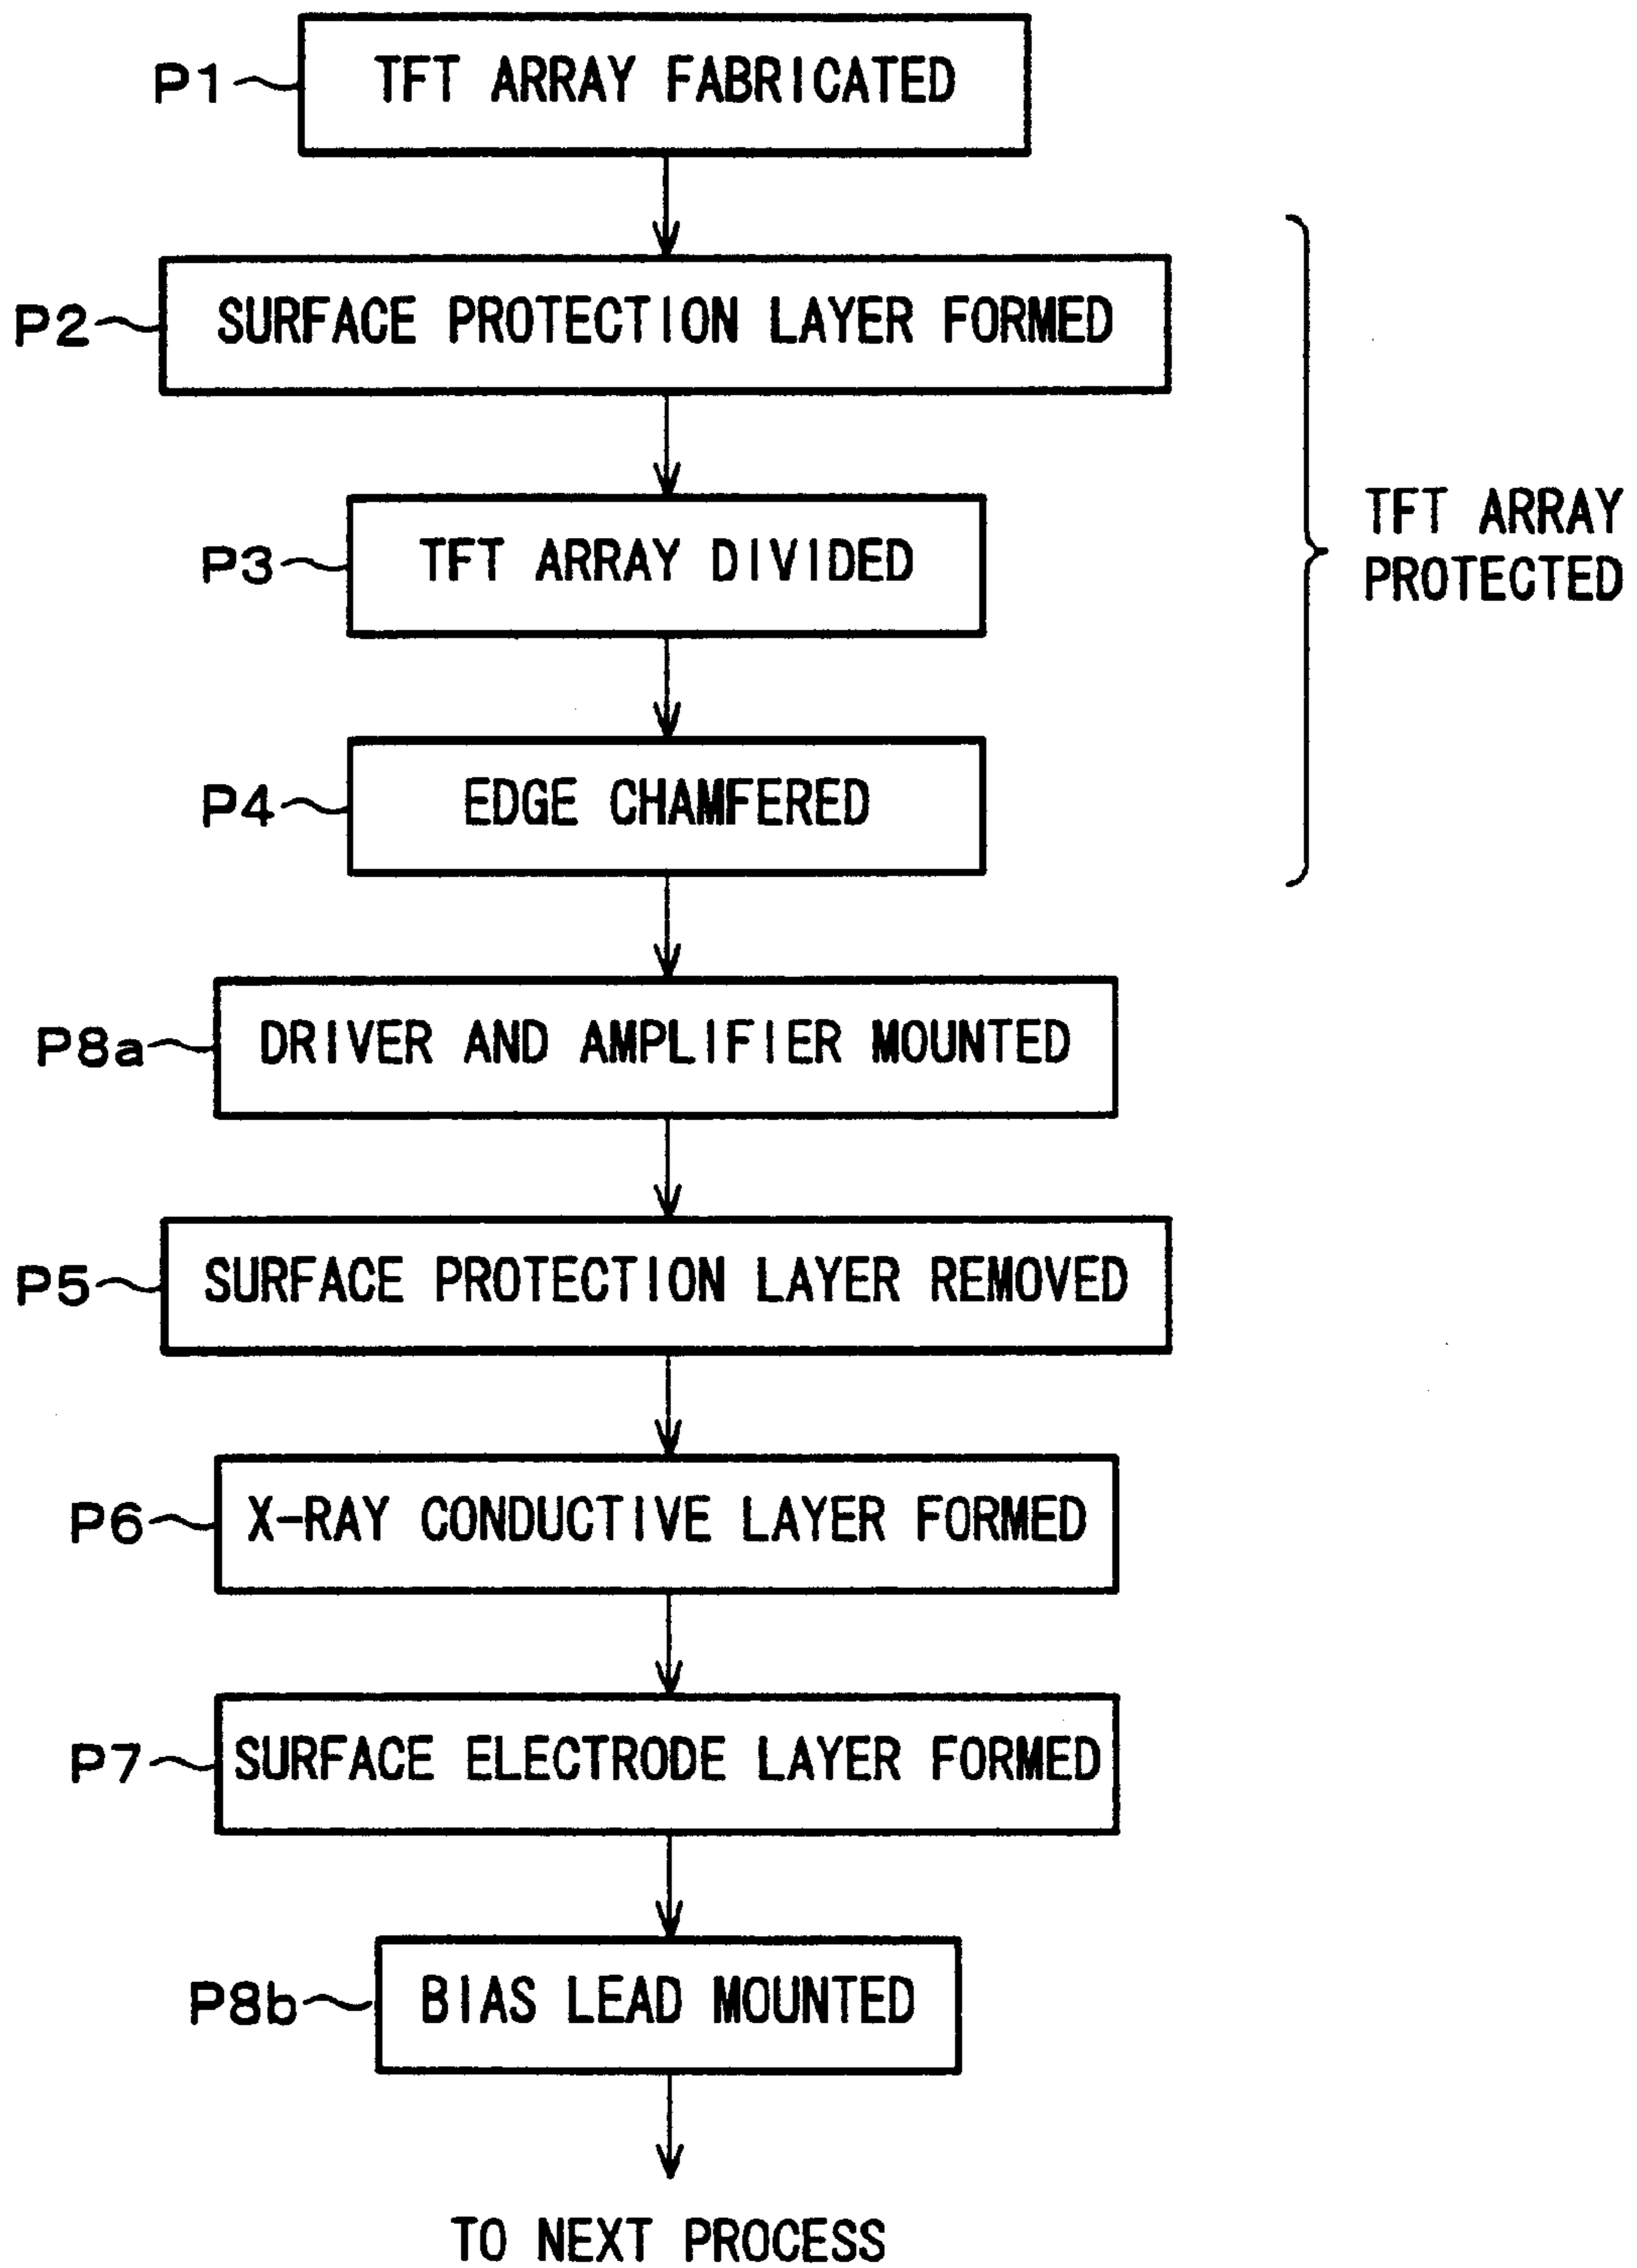 P1 TFT ARRAY FABRICATED
P2 SURFACE PROTECTION LAYER FORMED
P3 TFT ARRAY DIVIDED
TFT ARRAY
PROTECTED
P4 EDGE CHAMFERED
P8a DRIVER AND AMPLIFIER MOUNTED
P5 SURFACE PROTECTION LAYER REMOVED
P6 X-RAY CONDUCTIVE LAYER FORMED
P7 SURFACE ELECTRODE LAYER FORMED
P8b BIAS LEAD MOUNTED
TO NEXT PROCESS